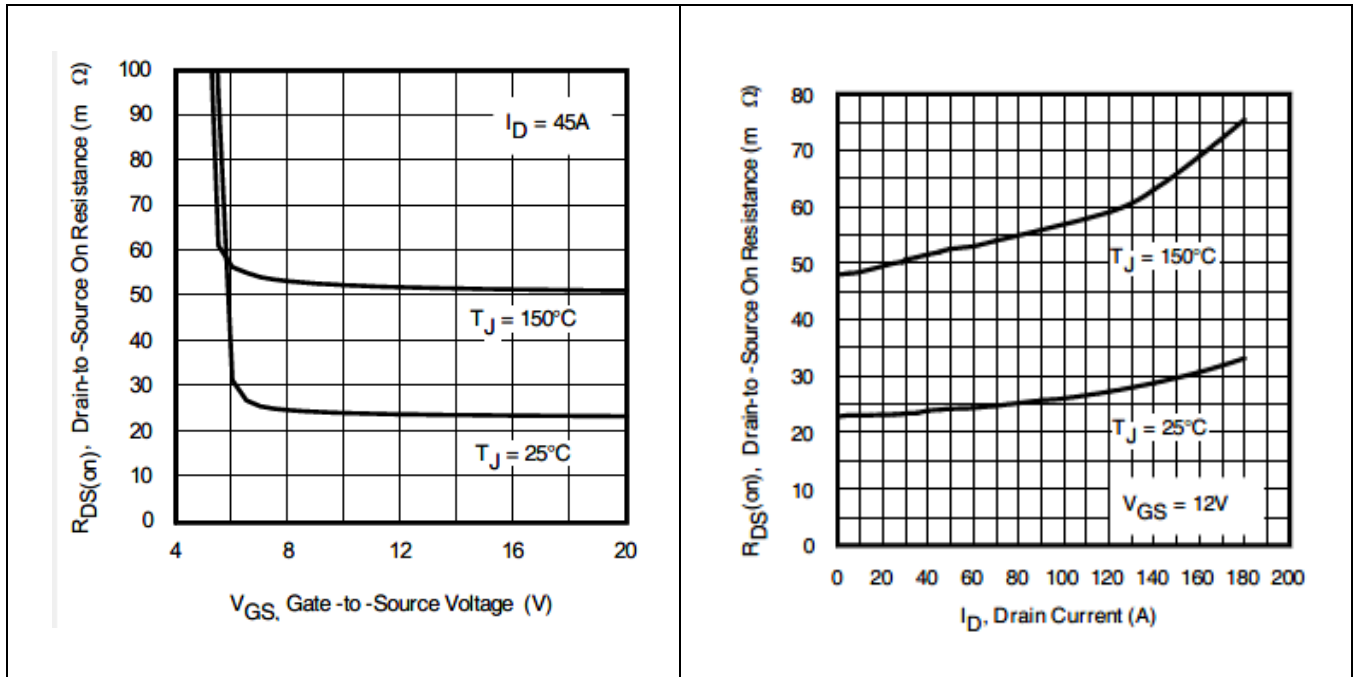 RDS(on), Drain-to -Source On Resistance (m Ω)
100
90
80
70
60
50
40
30
20
10
0
ID = 45A
TJ = 150°C
TJ = 25°C
4 8 12 16 20
VGS, Gate -to -Source Voltage (V)
RDS(on), Drain-to -Source On Resistance (m Ω)
80
70
60
50
40
30
20
10
0
TJ = 150°C
TJ = 25°C
VGS = 12V
0 20 40 60 80 100 120 140 160 180 200
ID, Drain Current (A)